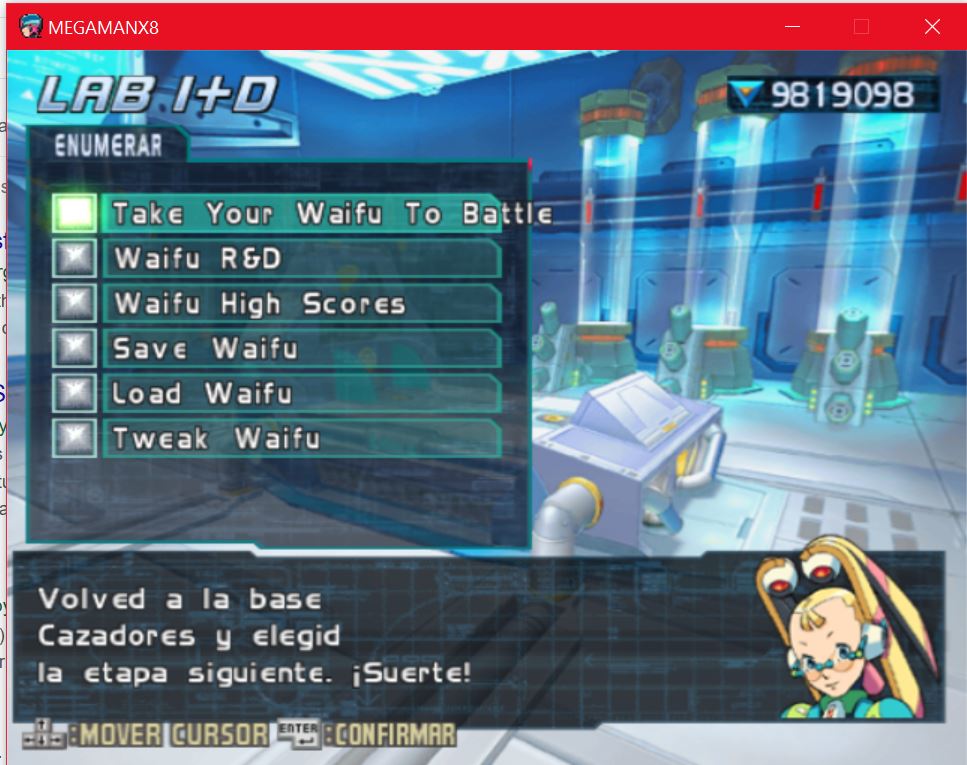 MEGAMANX8
LAB I+D
9819098
ENUMERAR
Take Your Waifu To Battle
Waifu R&D
Waifu High Scores
Save Waifu
Load Waifu
Tweak Waifu
Volved a la base
Cazadores y elegid
la etapa siguiente. ¡Suerte!
:MOVER CURSOR ENTER :CONFIRMAR